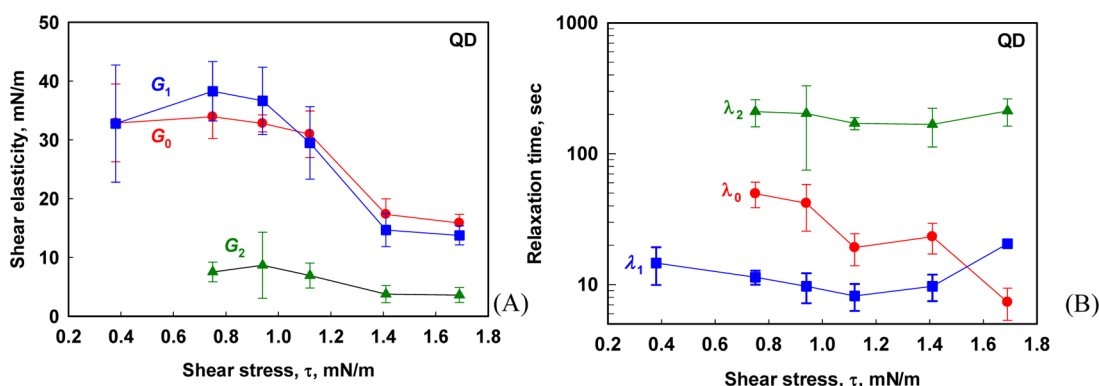 50
40
30
20
10
0
0.2 0.4 0.6 0.8 1.0 1.2 1.4 1.6 1.8
Shear elasticity, mN/m
Shear stress, τ, mN/m
QD
G1
G0
G2
(A)
1000
100
10
0.2 0.4 0.6 0.8 1.0 1.2 1.4 1.6 1.8
Relaxation time, sec
Shear stress, τ, mN/m
QD
λ2
λ0
λ1
(B)